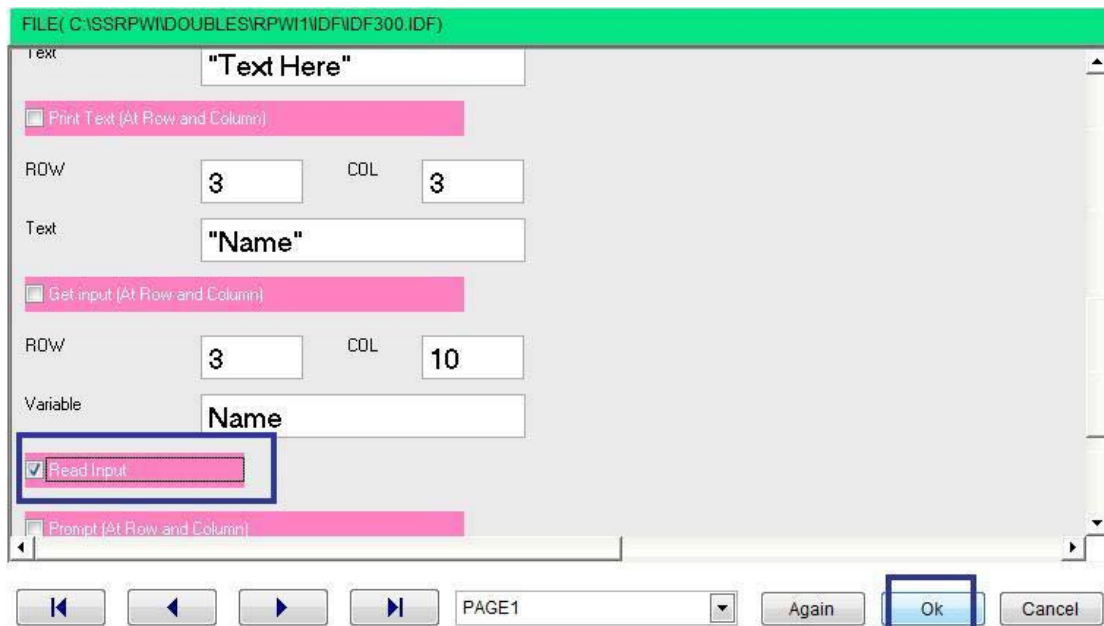 FILE( C:\SSRPWI\DOUBLES\RPWI1\IDF\IDF300.IDF)
Text "Text Here"
Print Text (At Row and Column)
ROW 3 COL 3
Text "Name"
Get input (At Row and Column)
ROW 3 COL 10
Variable Name
Read Input
Prompt (At Row and Column)
PAGE1 Again Ok Cancel